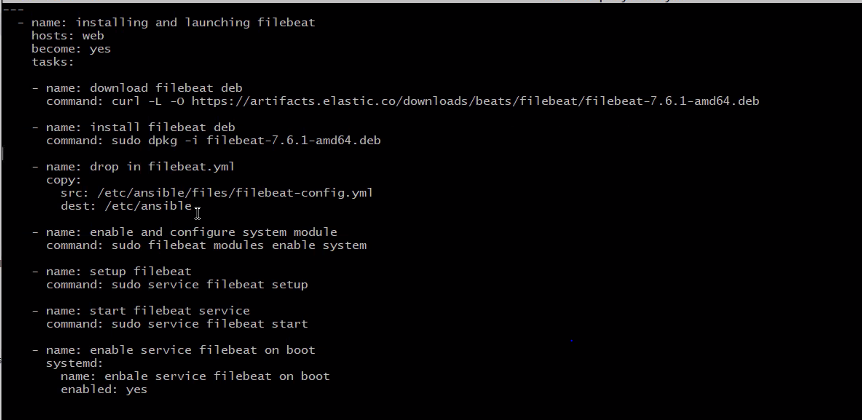 ---
- name: installing and launching filebeat
hosts: web
become: yes
tasks:
- name: download filebeat deb
command: curl -L -O https://artifacts.elastic.co/downloads/beats/filebeat/filebeat-7.6.1-amd64.deb
- name: install filebeat deb
command: sudo dpkg -i filebeat-7.6.1-amd64.deb
- name: drop in filebeat.yml
copy:
src: /etc/ansible/files/filebeat-config.yml
dest: /etc/ansible
- name: enable and configure system module
command: sudo filebeat modules enable system
- name: setup filebeat
command: sudo service filebeat setup
- name: start filebeat service
command: sudo service filebeat start
- name: enable service filebeat on boot
systemd:
name: enbale service filebeat on boot
enabled: yes